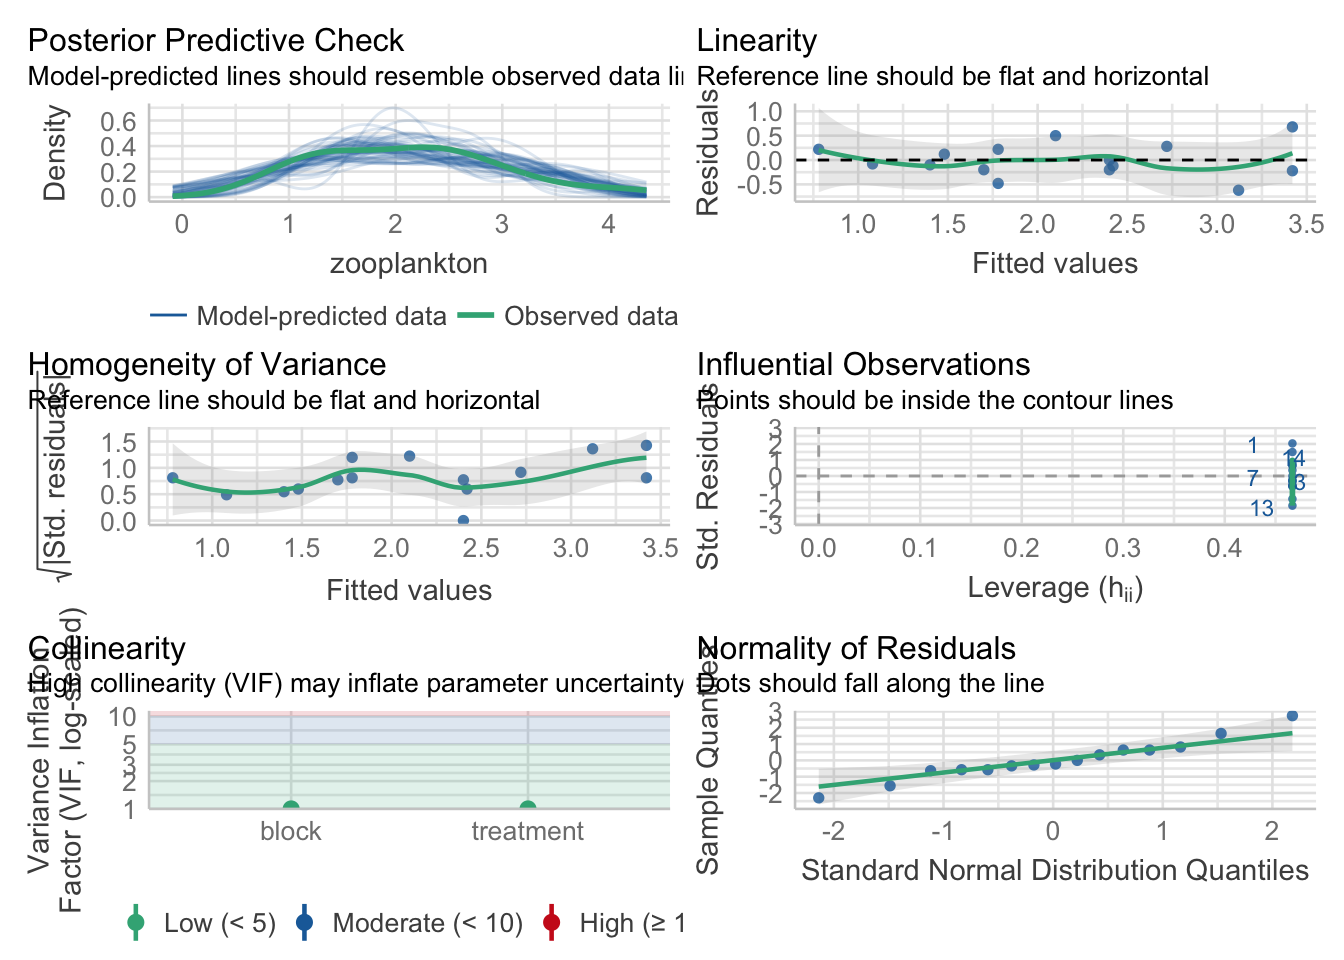 Posterior Predictive Check
Model-predicted lines should resemble observed data li
Density
0.6
0.4
0.2
0.0
0 1 2 3 4
zooplankton
Model-predicted data Observed data
Linearity
Reference line should be flat and horizontal
Residuals
1.0
0.5
0.0
-0.5
1.0 1.5 2.0 2.5 3.0 3.5
Fitted values
Homogeneity of Variance
Reference line should be flat and horizontal
√|Std. residuals|
1.5
1.0
0.5
0.0
1.0 1.5 2.0 2.5 3.0 3.5
Fitted values
Influential Observations
Points should be inside the contour lines
Std. Residuals
3
2
1
0
-1
-2
-3
1
14
7
13
0.0 0.1 0.2 0.3 0.4
Leverage (hii)
Collinearity
High collinearity (VIF) may inflate parameter uncertainty
Variance Inflation
Factor (VIF, log-scaled)
10
5
3
2
1
block treatment
Low (< 5) Moderate (< 10) High (≥ 1
Normality of Residuals
Dots should fall along the line
Sample Quantiles
3
2
1
0
-1
-2
-2 -1 0 1 2
Standard Normal Distribution Quantiles